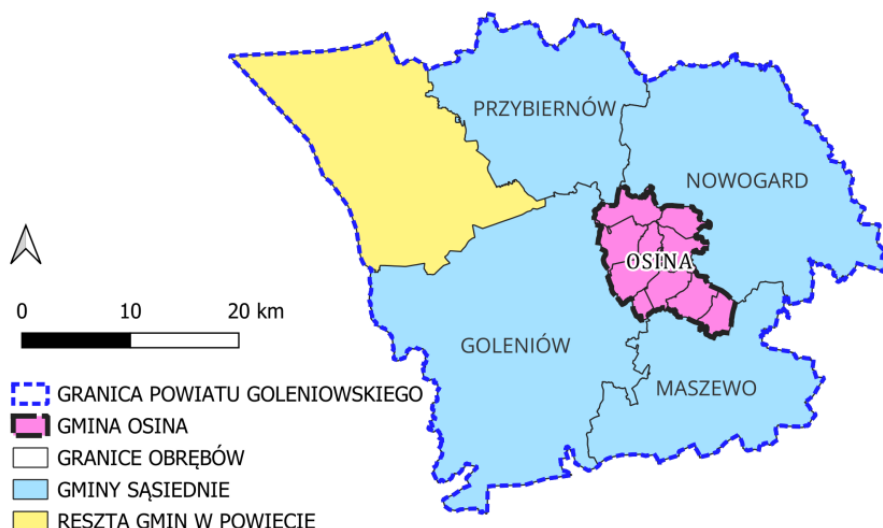 PRZYBIERNÓW
NOWOGARD
OSINA
0 10 20 km
GOLENIÓW
MASZEWO
GRANICA POWIATU GOLENIOWSKIEGO
GMINA OSINA
GRANICE OBRĘBÓW
GMINY SĄSIEDNIE
RESZTA GMIN W POWIECIE